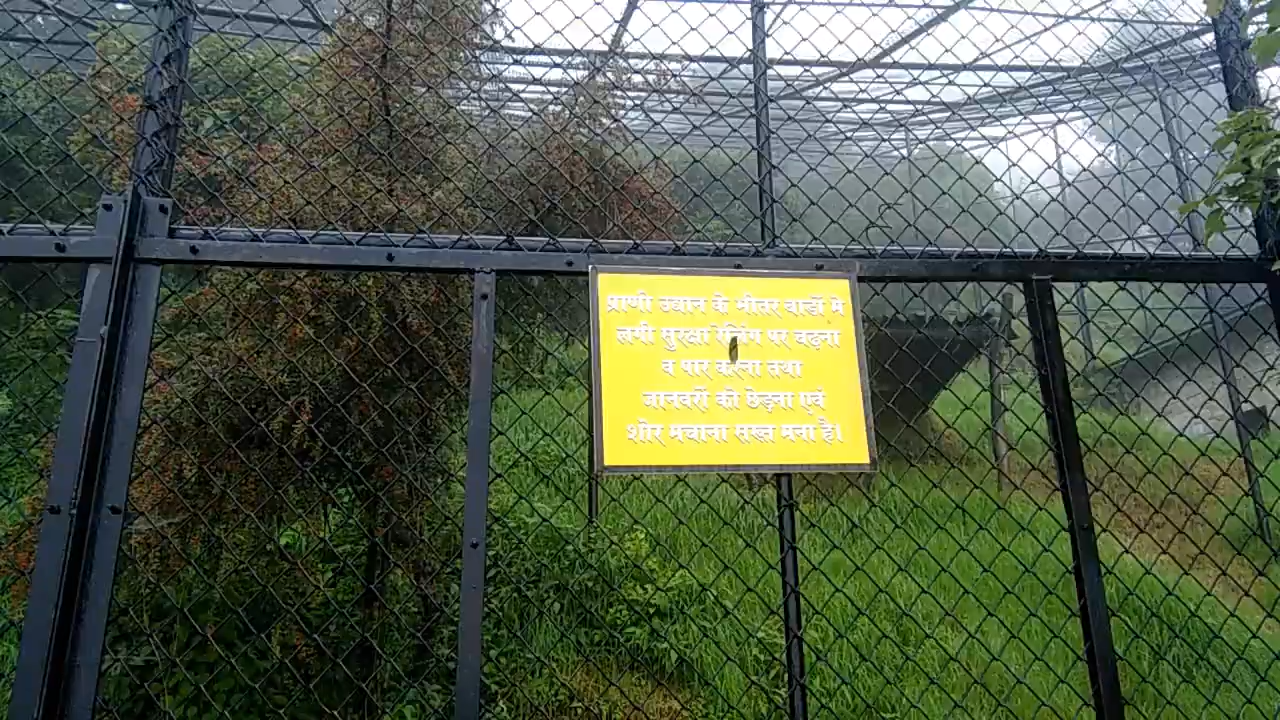 प्राणी उद्यान के भीतर बाड़ों में
लगी सुरक्षा रेलिंग पर चढ़ना
व पार करना तथा
जानवरों को छेड़ना एवं
शोर मचाना सख्त मना है।